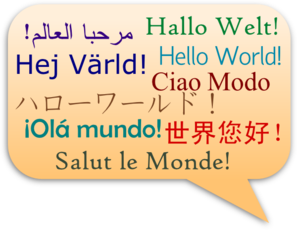 مرحبا العالم!
Hallo Welt!
Hej Värld!
Hello World!
Ciao Modo
ハローワールド！
¡Olá mundo!
世界您好！
Salut le Monde!